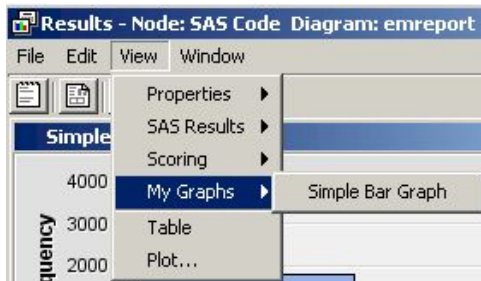 Results - Node: SAS Code Diagram: emreport
File Edit View Window
Properties
SAS Results
Simple
Scoring
4000
My Graphs Simple Bar Graph
3000
Table
2000
Plot...